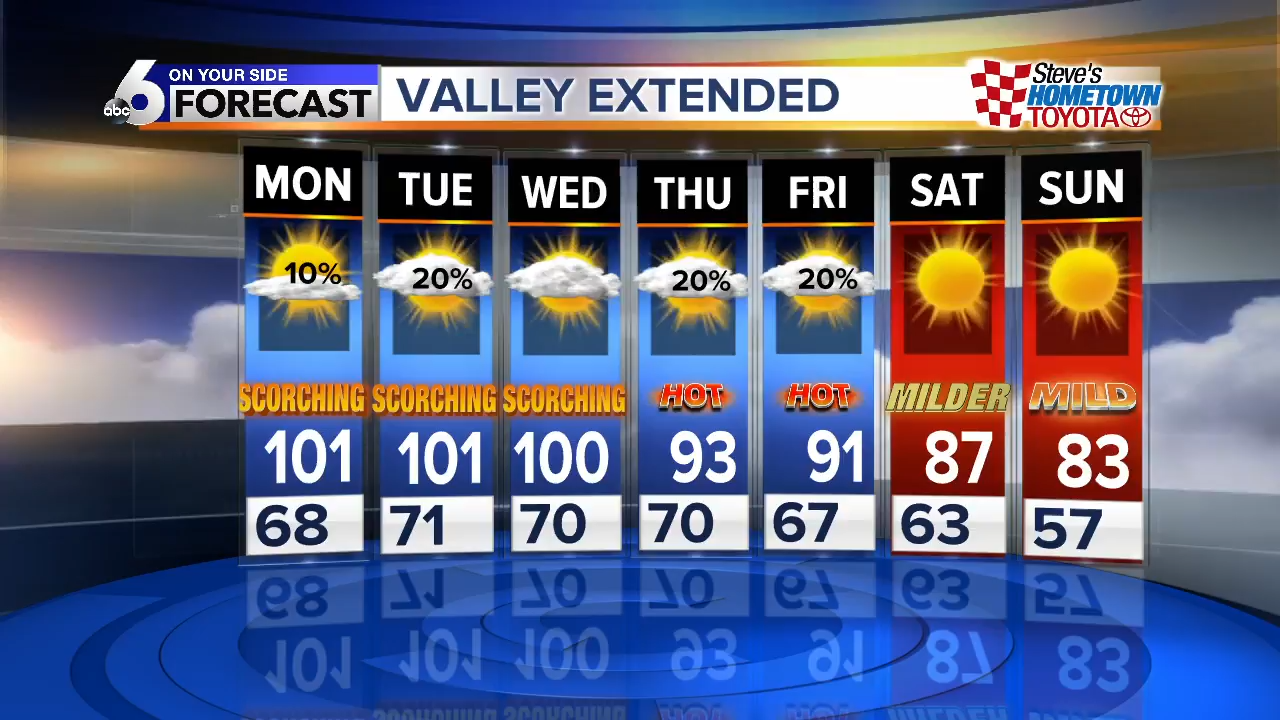 abc 6 ON YOUR SIDE
FORECAST
VALLEY EXTENDED
Steve's
HOMETOWN
TOYOTA
MON TUE WED THU FRI SAT SUN
10% 20% 20% 20%
SCORCHING SCORCHING SCORCHING HOT HOT MILDER MILD
101 101 100 93 91 87 83
68 71 70 70 67 63 57